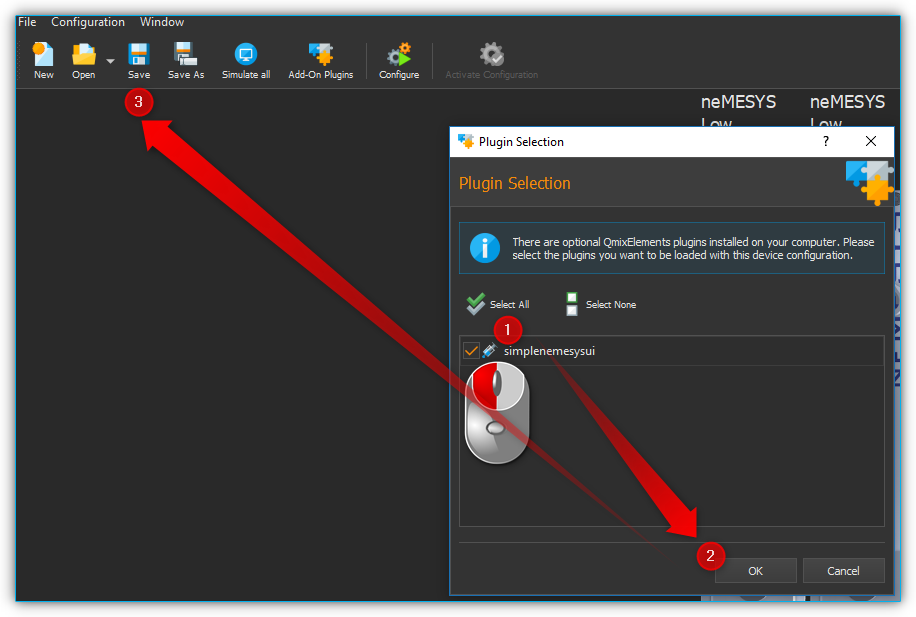 File Configuration Window
New Open Save Save As Simulate all Add-On Plugins Configure Activate Configuration
3
neMESYS neMESYS
Low Low
Plugin Selection ?
Plugin Selection
There are optional QmixElements plugins installed on your computer. Please
select the plugins you want to be loaded with this device configuration.
Select All Select None
1
simplenemesysui
2
OK Cancel